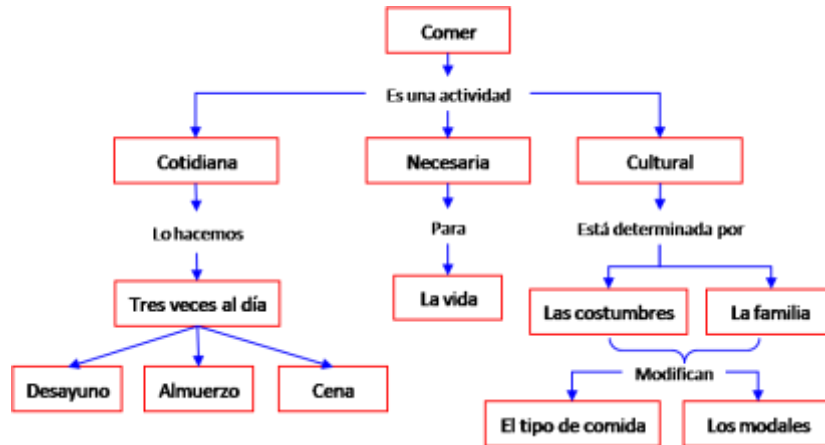 Comer
Es una actividad
Cotidiana
Necesaria
Cultural
Lo hacemos
Para
Está determinada por
Tres veces al día
La vida
Las costumbres
La familia
Desayuno
Almuerzo
Cena
Modifican
El tipo de comida
Los modales